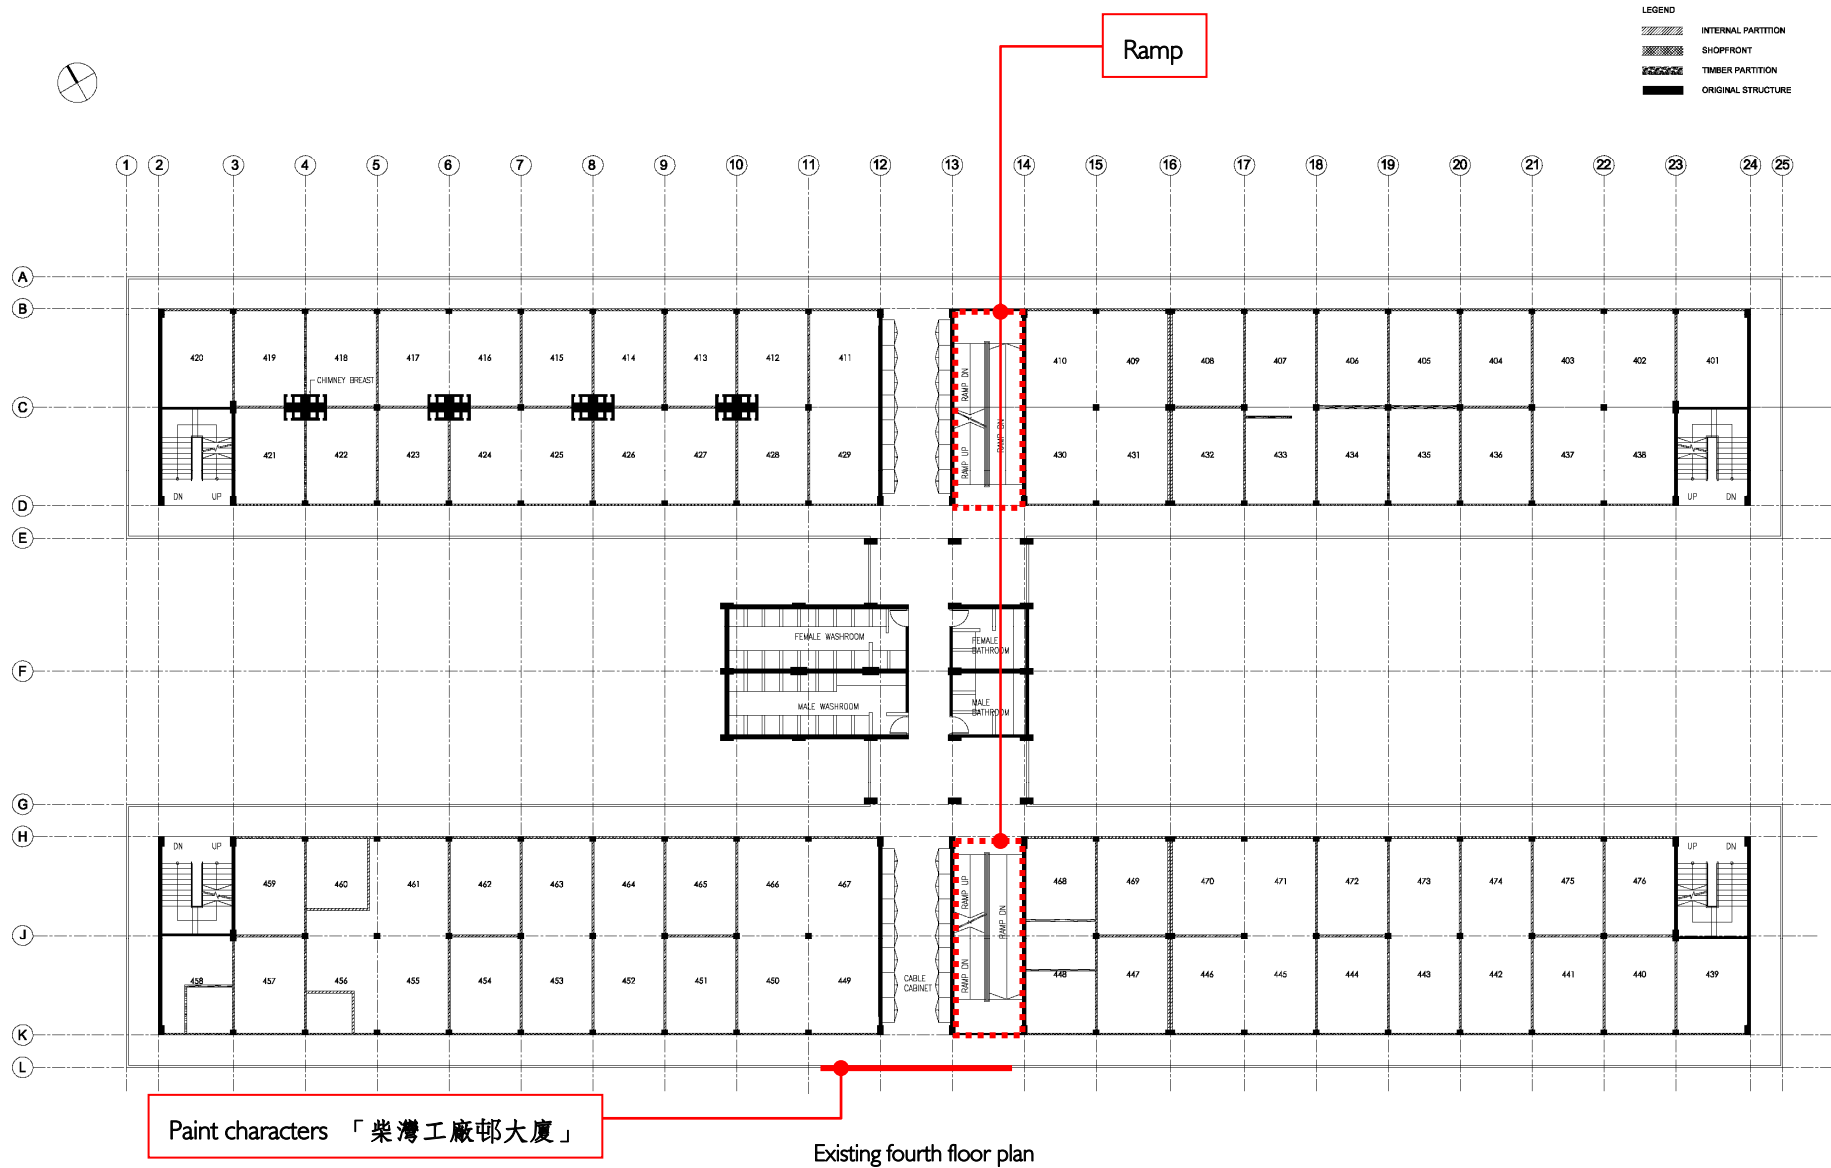 LEGEND
INTERNAL PARTITION
SHOPFRONT
TIMBER PARTITION
ORIGINAL STRUCTURE
Ramp
1 2 3 4 5 6 7 8 9 10 11 12 13 14 15 16 17 18 19 20 21 22 23 24 25
A
B
420 419 418 417 416 415 414 413 412 411 410 409 408 407 406 405 404 403 402 401
CHIMNEY BREAST
RAMP DN
C
RAMP DN
RAMP UP
421 422 423 424 425 426 427 428 429 430 431 432 433 434 435 436 437 438
DN UP UP DN
D
E
FEMALE WASHROOM
FEMALE
BATHROOM
F
MALE WASHROOM
MALE
BATHROOM
G
H
DN UP UP DN
459 460 461 462 463 464 465 466 467 468 469 470 471 472 473 474 475 476
RAMP UP
RAMP DN
J
RAMP DN
458 457 456 455 454 453 452 451 450 449 448 447 446 445 444 443 442 441 440 439
CABLE
CABINET
K
L
Paint characters 「柴灣工廠邨大廈」
Existing fourth floor plan